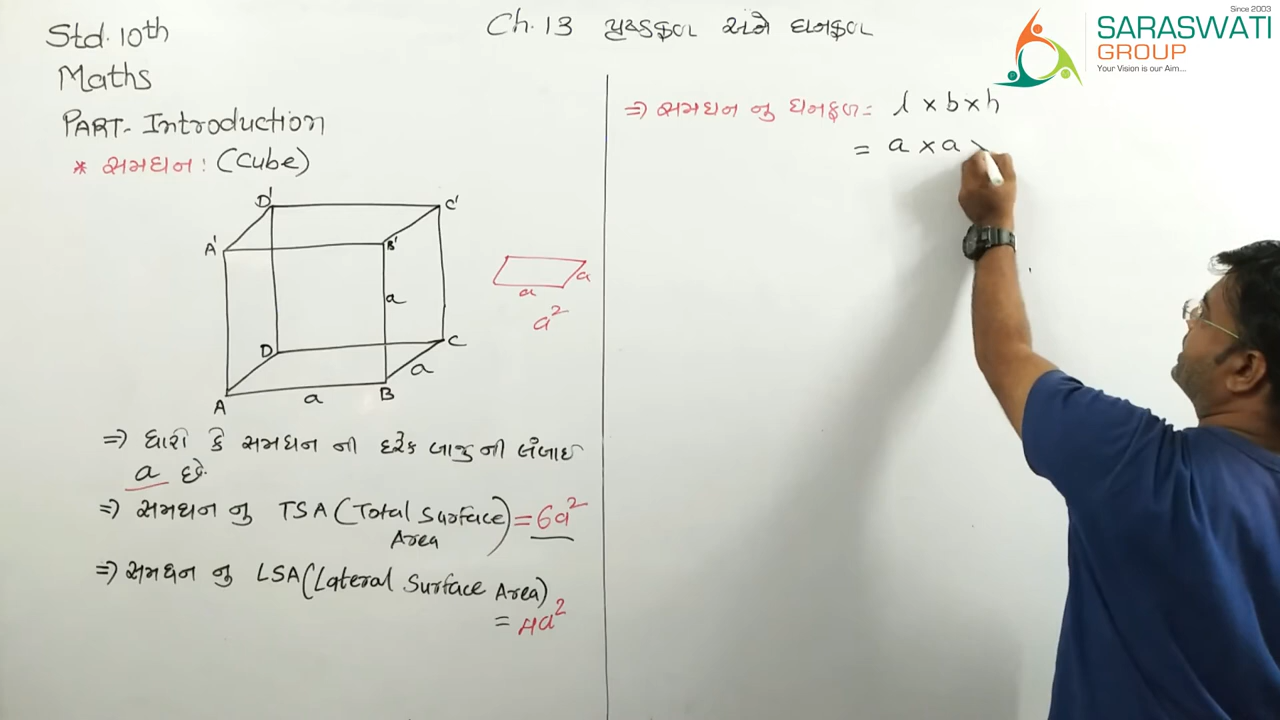 Std. 10th
Maths
PART- Introduction
* સમઘન : (Cube)
D'
C'
A'
B'
a
D
C
a
A
a
B
a
a
a²
⇒ ધારો કે સમઘન ની દરેક બાજુ ની લંબાઈ
a છે.
⇒ સમઘન નુ TSA (Total Surface Area) = 6a²
⇒ સમઘન નુ LSA (Lateral Surface Area)
= 4a²
Ch. 13 પૃષ્ઠફળ અને ઘનફળ
⇒ સમઘન નુ ઘનફળ = l × b × h
= a × a ×
Since 2003
SARASWATI
GROUP
Your Vision is our Aim...